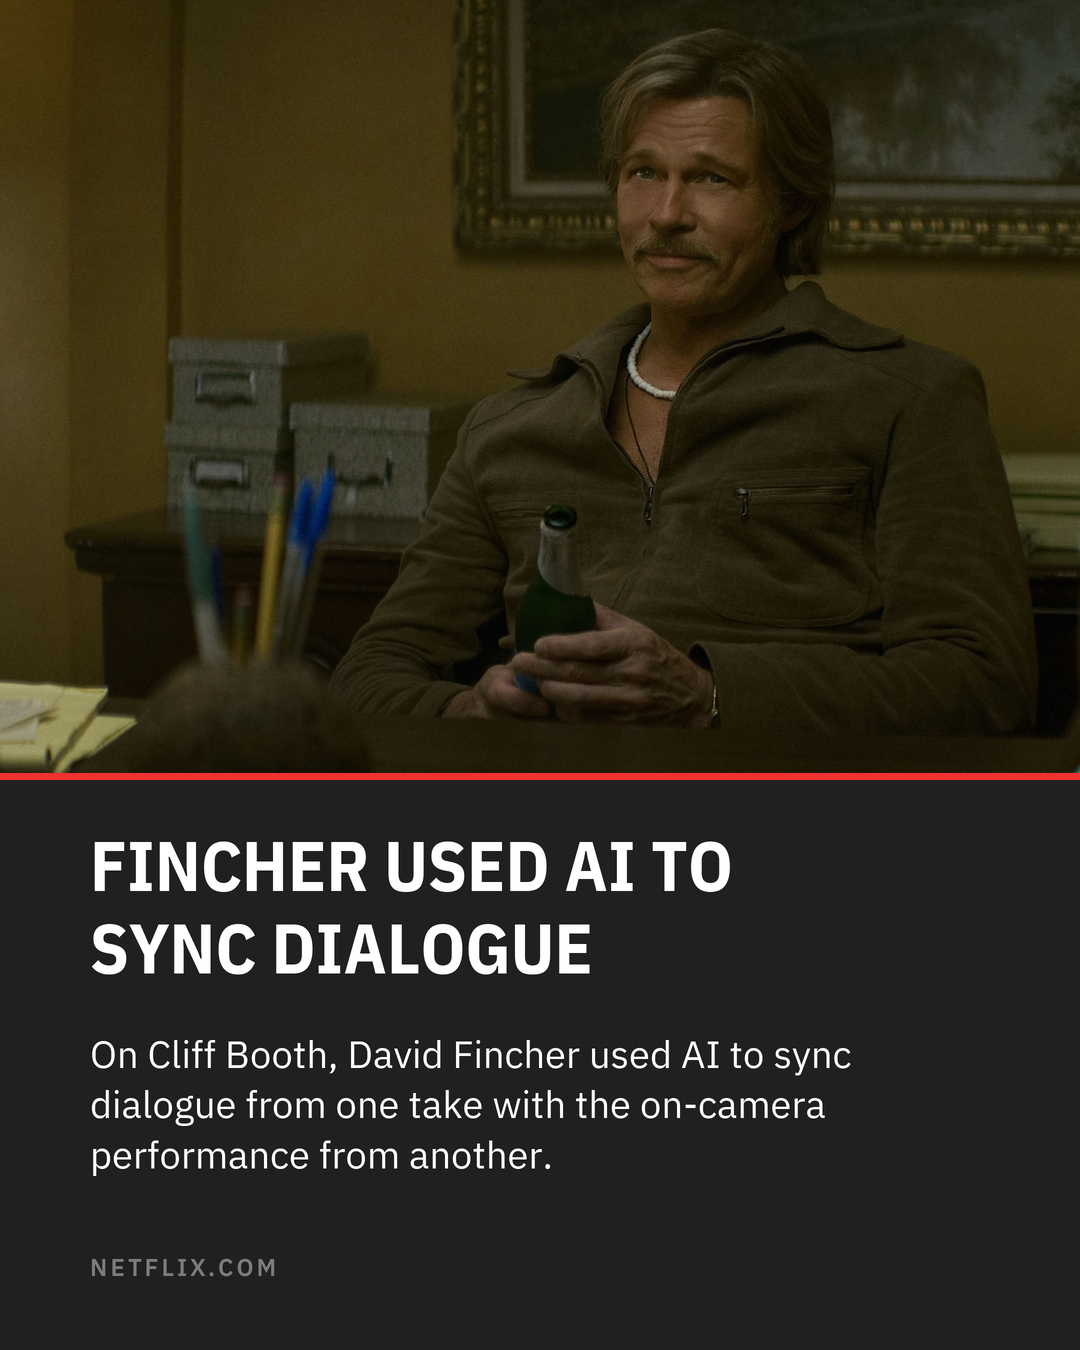 FINCHER USED AI TO
SYNC DIALOGUE
On Cliff Booth, David Fincher used AI to sync
dialogue from one take with the on-camera
performance from another.
NETFLIX.COM